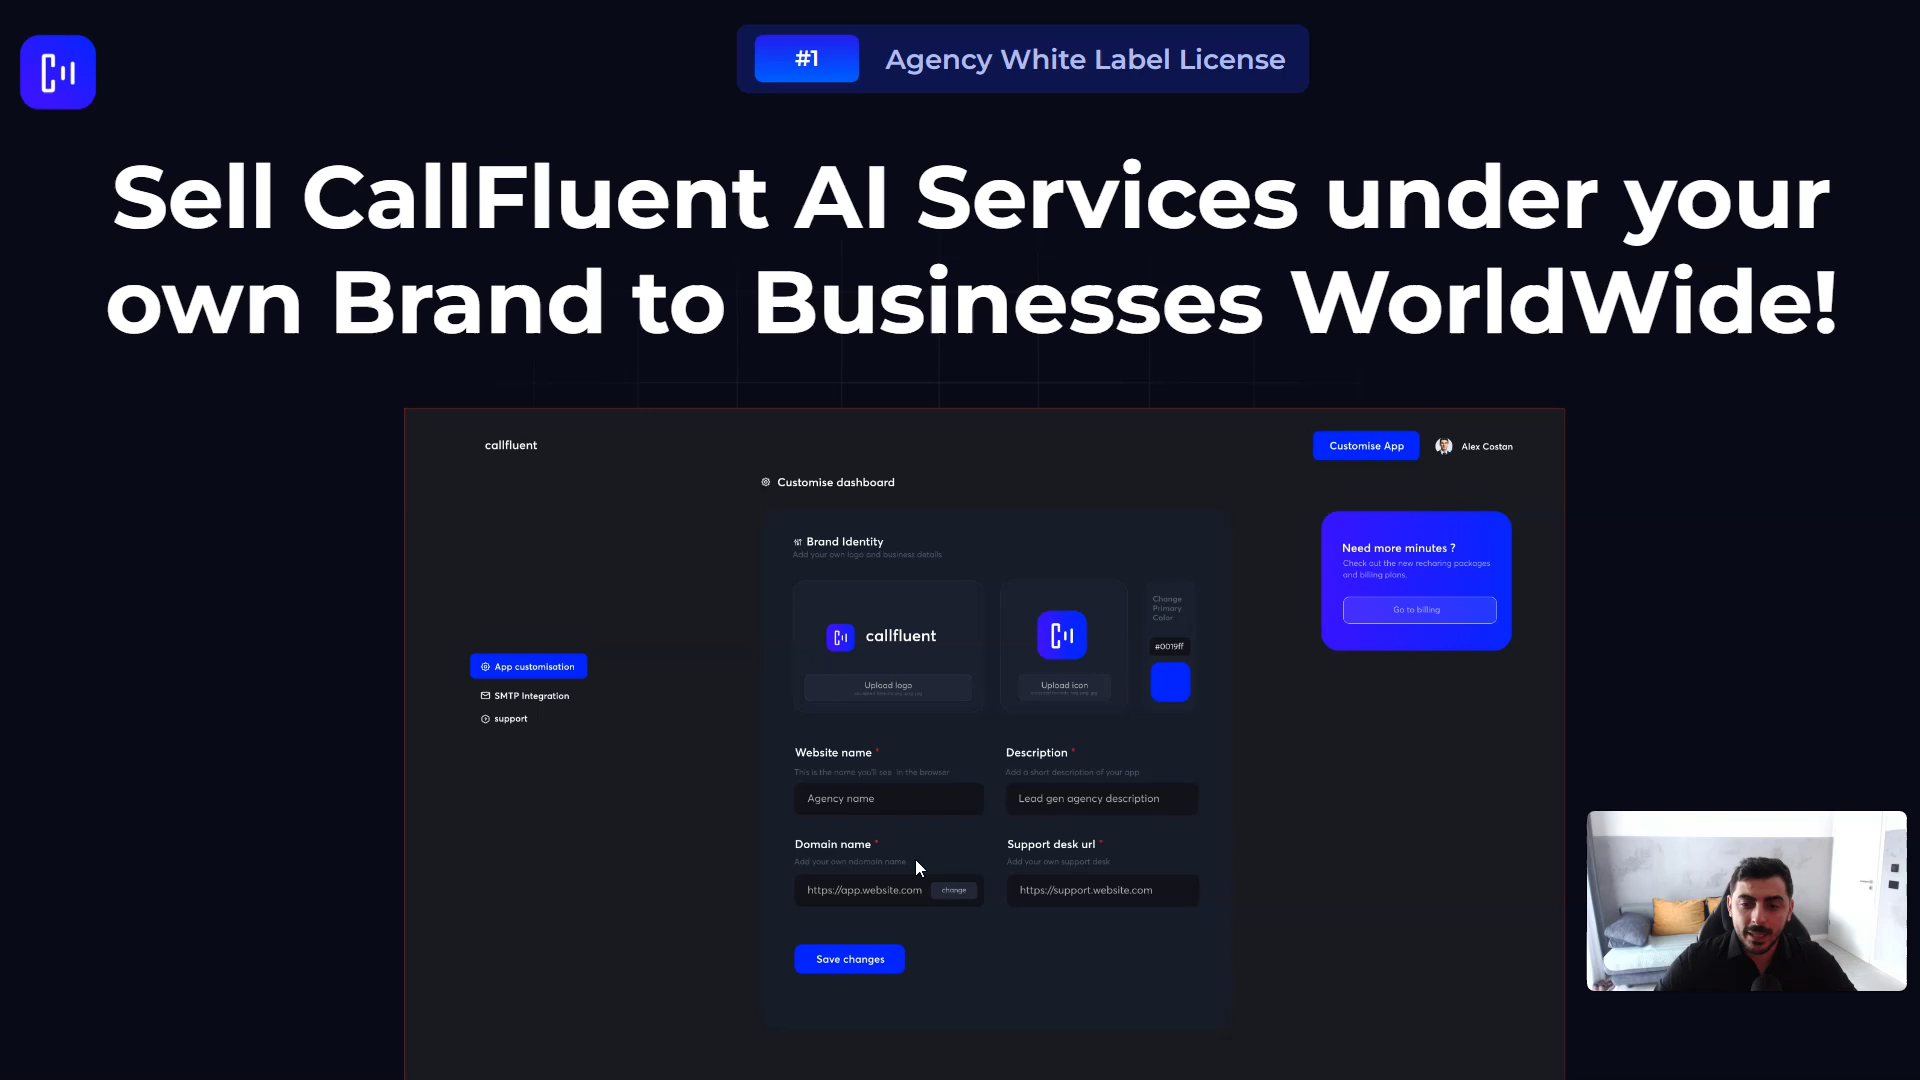 #1 Agency White Label License
Sell CallFluent AI Services under your
own Brand to Businesses WorldWide!
callfluent
Customise App
Alex Costan
Customise dashboard
Brand Identity
Add your own logo and business details
callfluent
Upload logo
Upload icon
Change
Primary
Color
#0019ff
Need more minutes ?
Check out the new recharing packages
and billing plans.
Go to billing
App customisation
SMTP Integration
support
Website name *
This is the name you'll see in the browser
Agency name
Description *
Add a short description of your app
Lead gen agency description
Domain name *
Add your own ndomain name
https://app.website.com
change
Support desk url *
Add your own support desk
https://support.website.com
Save changes